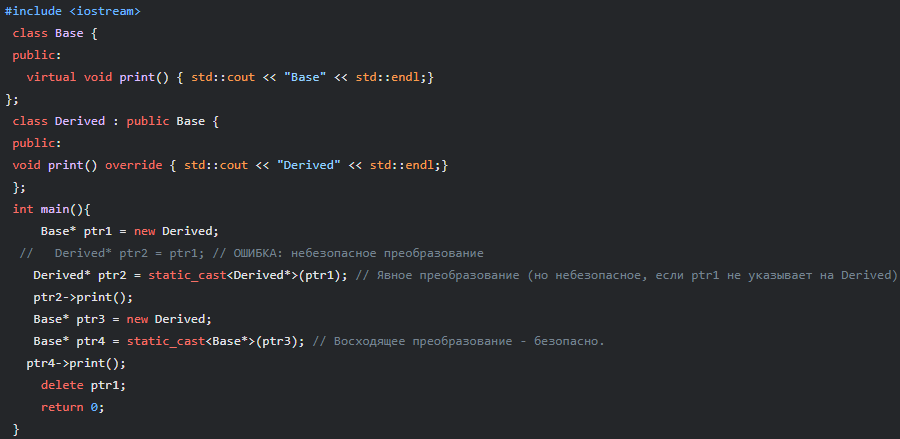 #include <iostream>
class Base {
public:
virtual void print() { std::cout << "Base" << std::endl;}
};
class Derived : public Base {
public:
void print() override { std::cout << "Derived" << std::endl;}
};
int main(){
Base* ptr1 = new Derived;
//   Derived* ptr2 = ptr1; // ОШИБКА: небезопасное преобразование
Derived* ptr2 = static_cast<Derived*>(ptr1); // Явное преобразование (но небезопасное, если ptr1 не указывает на Derived)
ptr2->print();
Base* ptr3 = new Derived;
Base* ptr4 = static_cast<Base*>(ptr3); // Восходящее преобразование - безопасно.
ptr4->print();
delete ptr1;
return 0;
}